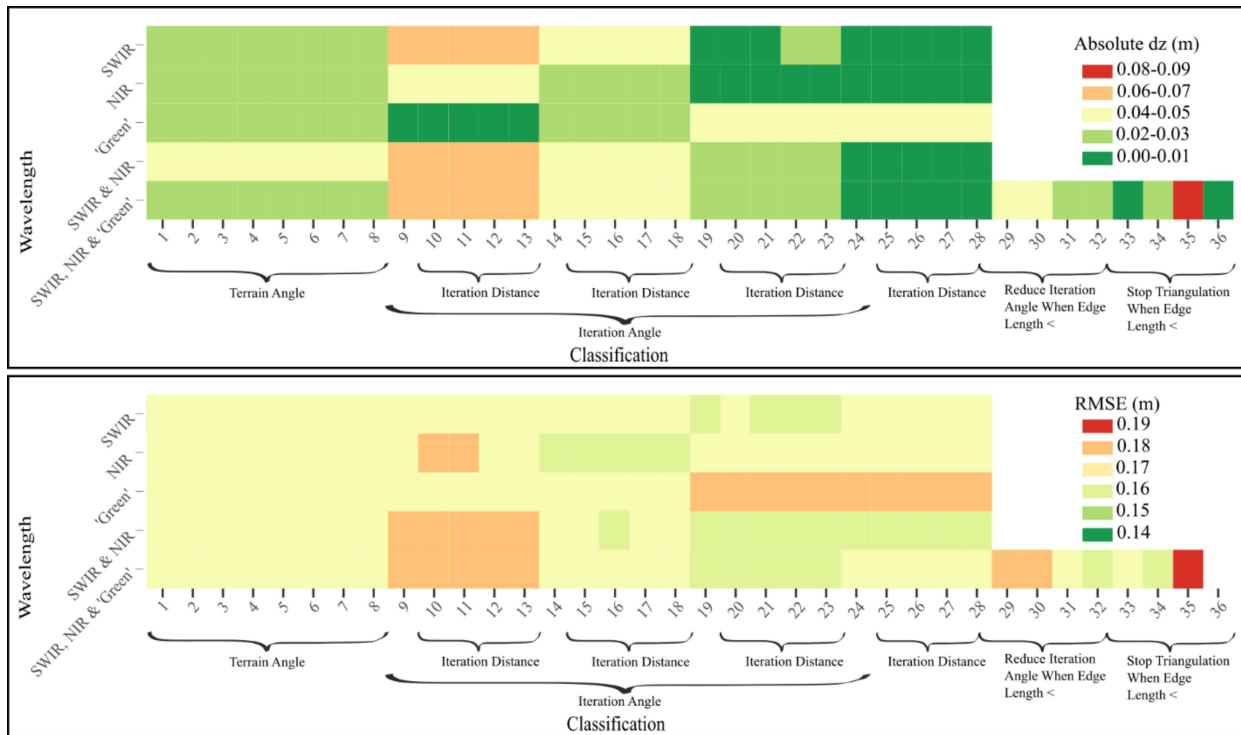 Absolute dz (m)
0.08-0.09
0.06-0.07
0.04-0.05
0.02-0.03
0.00-0.01
Wavelength
SWIR
NIR
'Green'
SWIR & NIR
SWIR, NIR & 'Green'
1 2 3 4 5 6 7 8 9 10 11 12 13 14 15 16 17 18 19 20 21 22 23 24 25 26 27 28 29 30 31 32 33 34 35 36
Terrain Angle
Iteration Distance
Iteration Distance
Iteration Distance
Iteration Distance
Reduce Iteration
Angle When Edge
Length <
Stop Triangulation
When Edge
Length <
Iteration Angle
Classification
RMSE (m)
0.19
0.18
0.17
0.16
0.15
0.14
Wavelength
SWIR
NIR
'Green'
SWIR & NIR
SWIR, NIR & 'Green'
1 2 3 4 5 6 7 8 9 10 11 12 13 14 15 16 17 18 19 20 21 22 23 24 25 26 27 28 29 30 31 32 33 34 35 36
Terrain Angle
Iteration Distance
Iteration Distance
Iteration Distance
Iteration Distance
Reduce Iteration
Angle When Edge
Length <
Stop Triangulation
When Edge
Length <
Iteration Angle
Classification